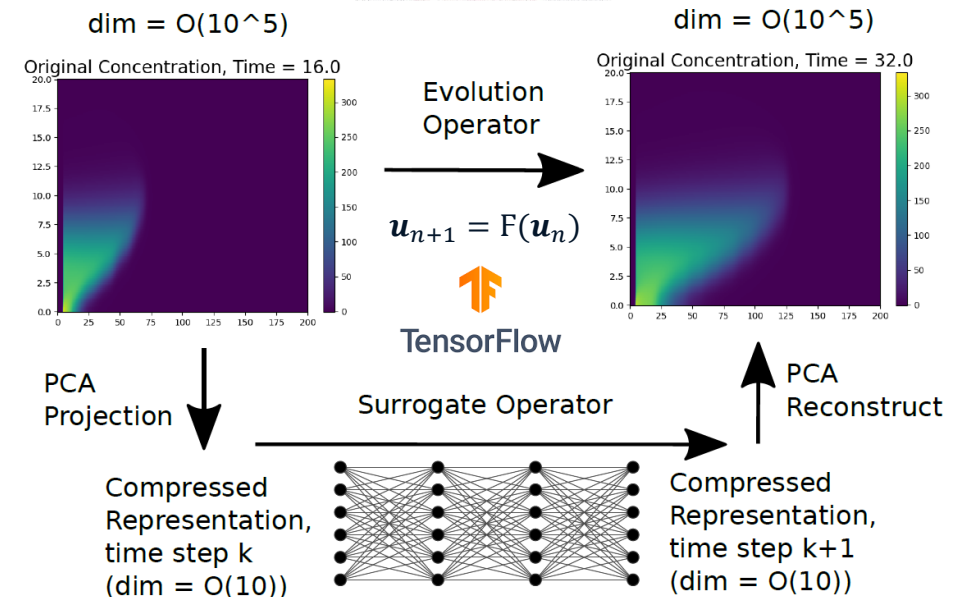 dim = O(10^5)
dim = O(10^5)
Original Concentration, Time = 16.0
20.0
17.5
15.0
12.5
10.0
7.5
5.0
2.5
0.0
0
25
50
75
100
125
150
175
200
300
250
200
150
100
50
0
Evolution
Operator
𝒖ₙ₊₁ = F(𝒖ₙ)
TensorFlow
Original Concentration, Time = 32.0
20.0
17.5
15.0
12.5
10.0
7.5
5.0
2.5
0.0
0
25
50
75
100
125
150
175
200
300
250
200
150
100
50
0
PCA
Projection
Surrogate Operator
PCA
Reconstruct
Compressed
Representation,
time step k
(dim = O(10))
Compressed
Representation,
time step k+1
(dim = O(10))